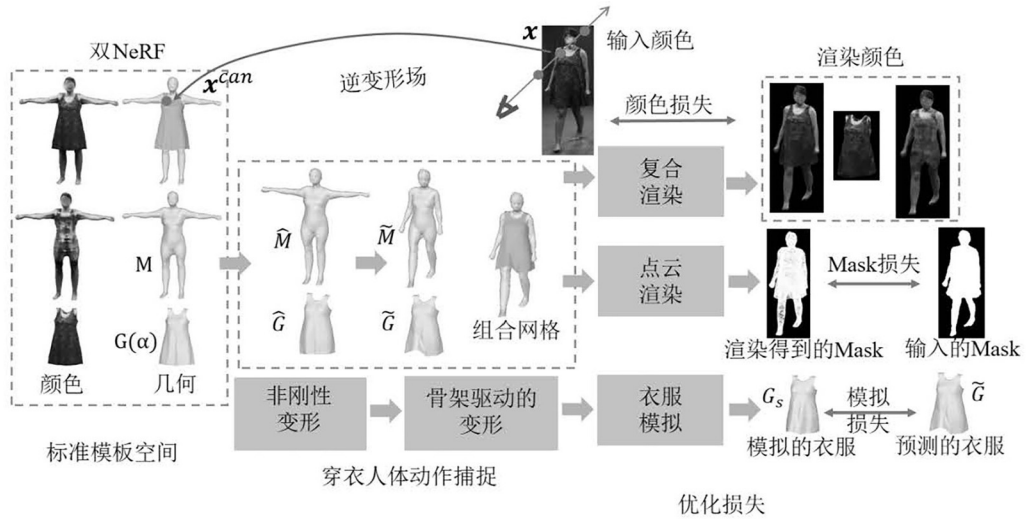 双NeRF
x^can
逆变形场
x
输入颜色
颜色损失
渲染颜色
复合
渲染
M
M̂
M̃
G(α)
Ĝ
G̃
组合网格
颜色
几何
点云
渲染
Mask损失
渲染得到的Mask
输入的Mask
非刚性
变形
骨架驱动的
变形
衣服
模拟
G_s
模拟
损失
G̃
模拟的衣服
预测的衣服
标准模板空间
穿衣人体动作捕捉
优化损失